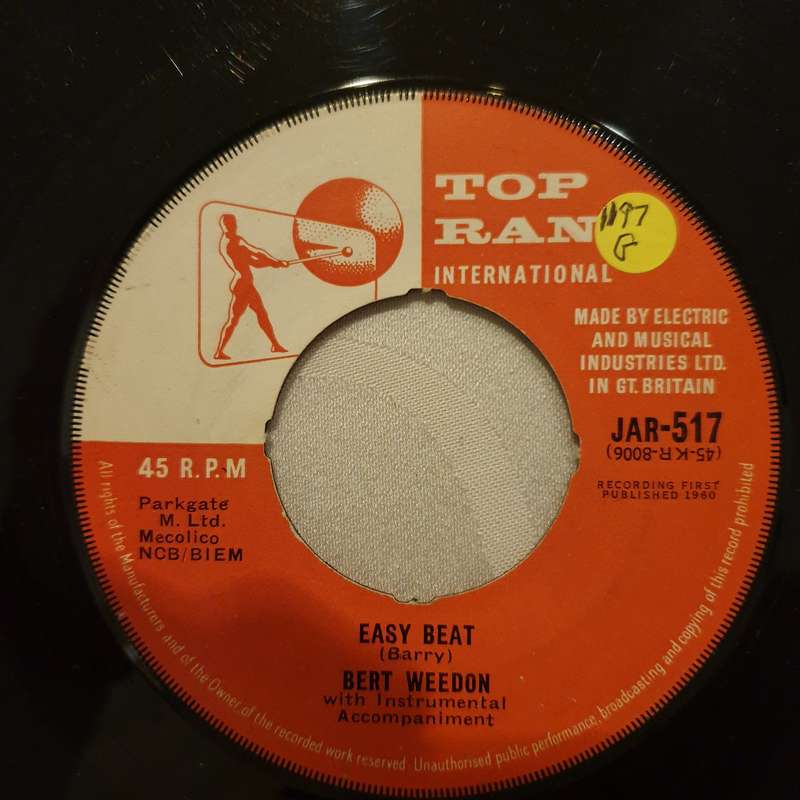 TOP
RAN
INTERNATIONAL
1197
G
MADE BY ELECTRIC
AND MUSICAL
INDUSTRIES LTD.
IN GT. BRITAIN
JAR-517
(45-KR-8006)
RECORDING FIRST
PUBLISHED 1960
45 R.P.M
Parkgate
M. Ltd.
Mecolico
NCB/BIEM
EASY BEAT
(Barry)
BERT WEEDON
with Instrumental
Accompaniment
All rights of the Manufacturers and of the Owner of the recorded work reserved. Unauthorised public performance, broadcasting and copying of this record prohibited